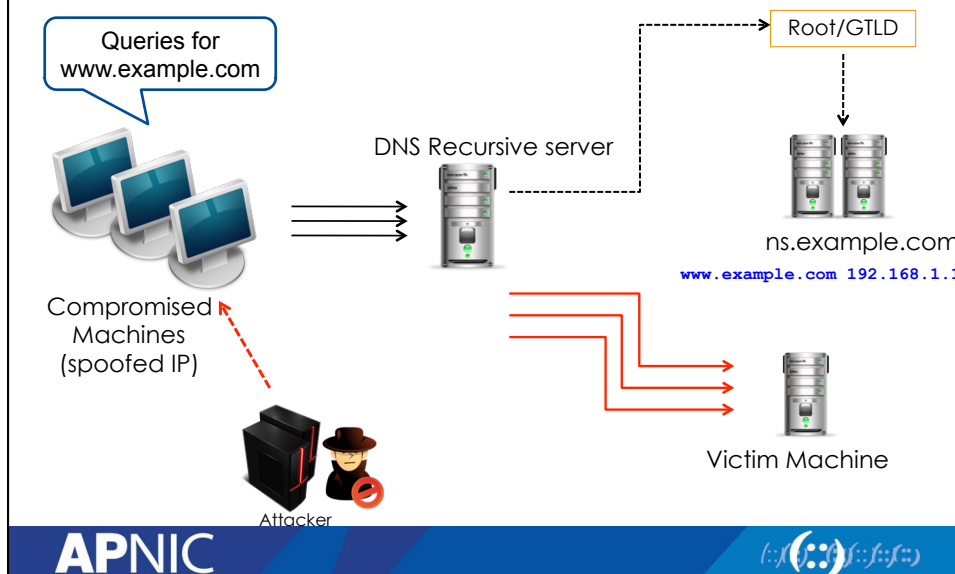 Queries for
www.example.com
Root/GTLD
DNS Recursive server
ns.example.com
www.example.com 192.168.1.1
Compromised
Machines
(spoofed IP)
Victim Machine
Attacker
APNIC